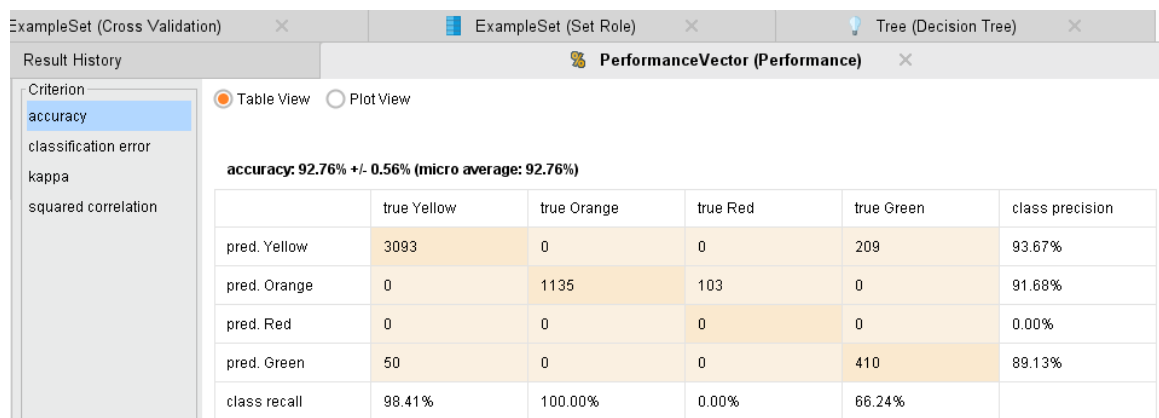 ExampleSet (Cross Validation) ExampleSet (Set Role) Tree (Decision Tree)
Result History PerformanceVector (Performance)
Criterion
accuracy
classification error
kappa
squared correlation
Table View Plot View
accuracy: 92.76% +/- 0.56% (micro average: 92.76%)
true Yellow true Orange true Red true Green class precision
pred. Yellow 3093 0 0 209 93.67%
pred. Orange 0 1135 103 0 91.68%
pred. Red 0 0 0 0 0.00%
pred. Green 50 0 0 410 89.13%
class recall 98.41% 100.00% 0.00% 66.24%